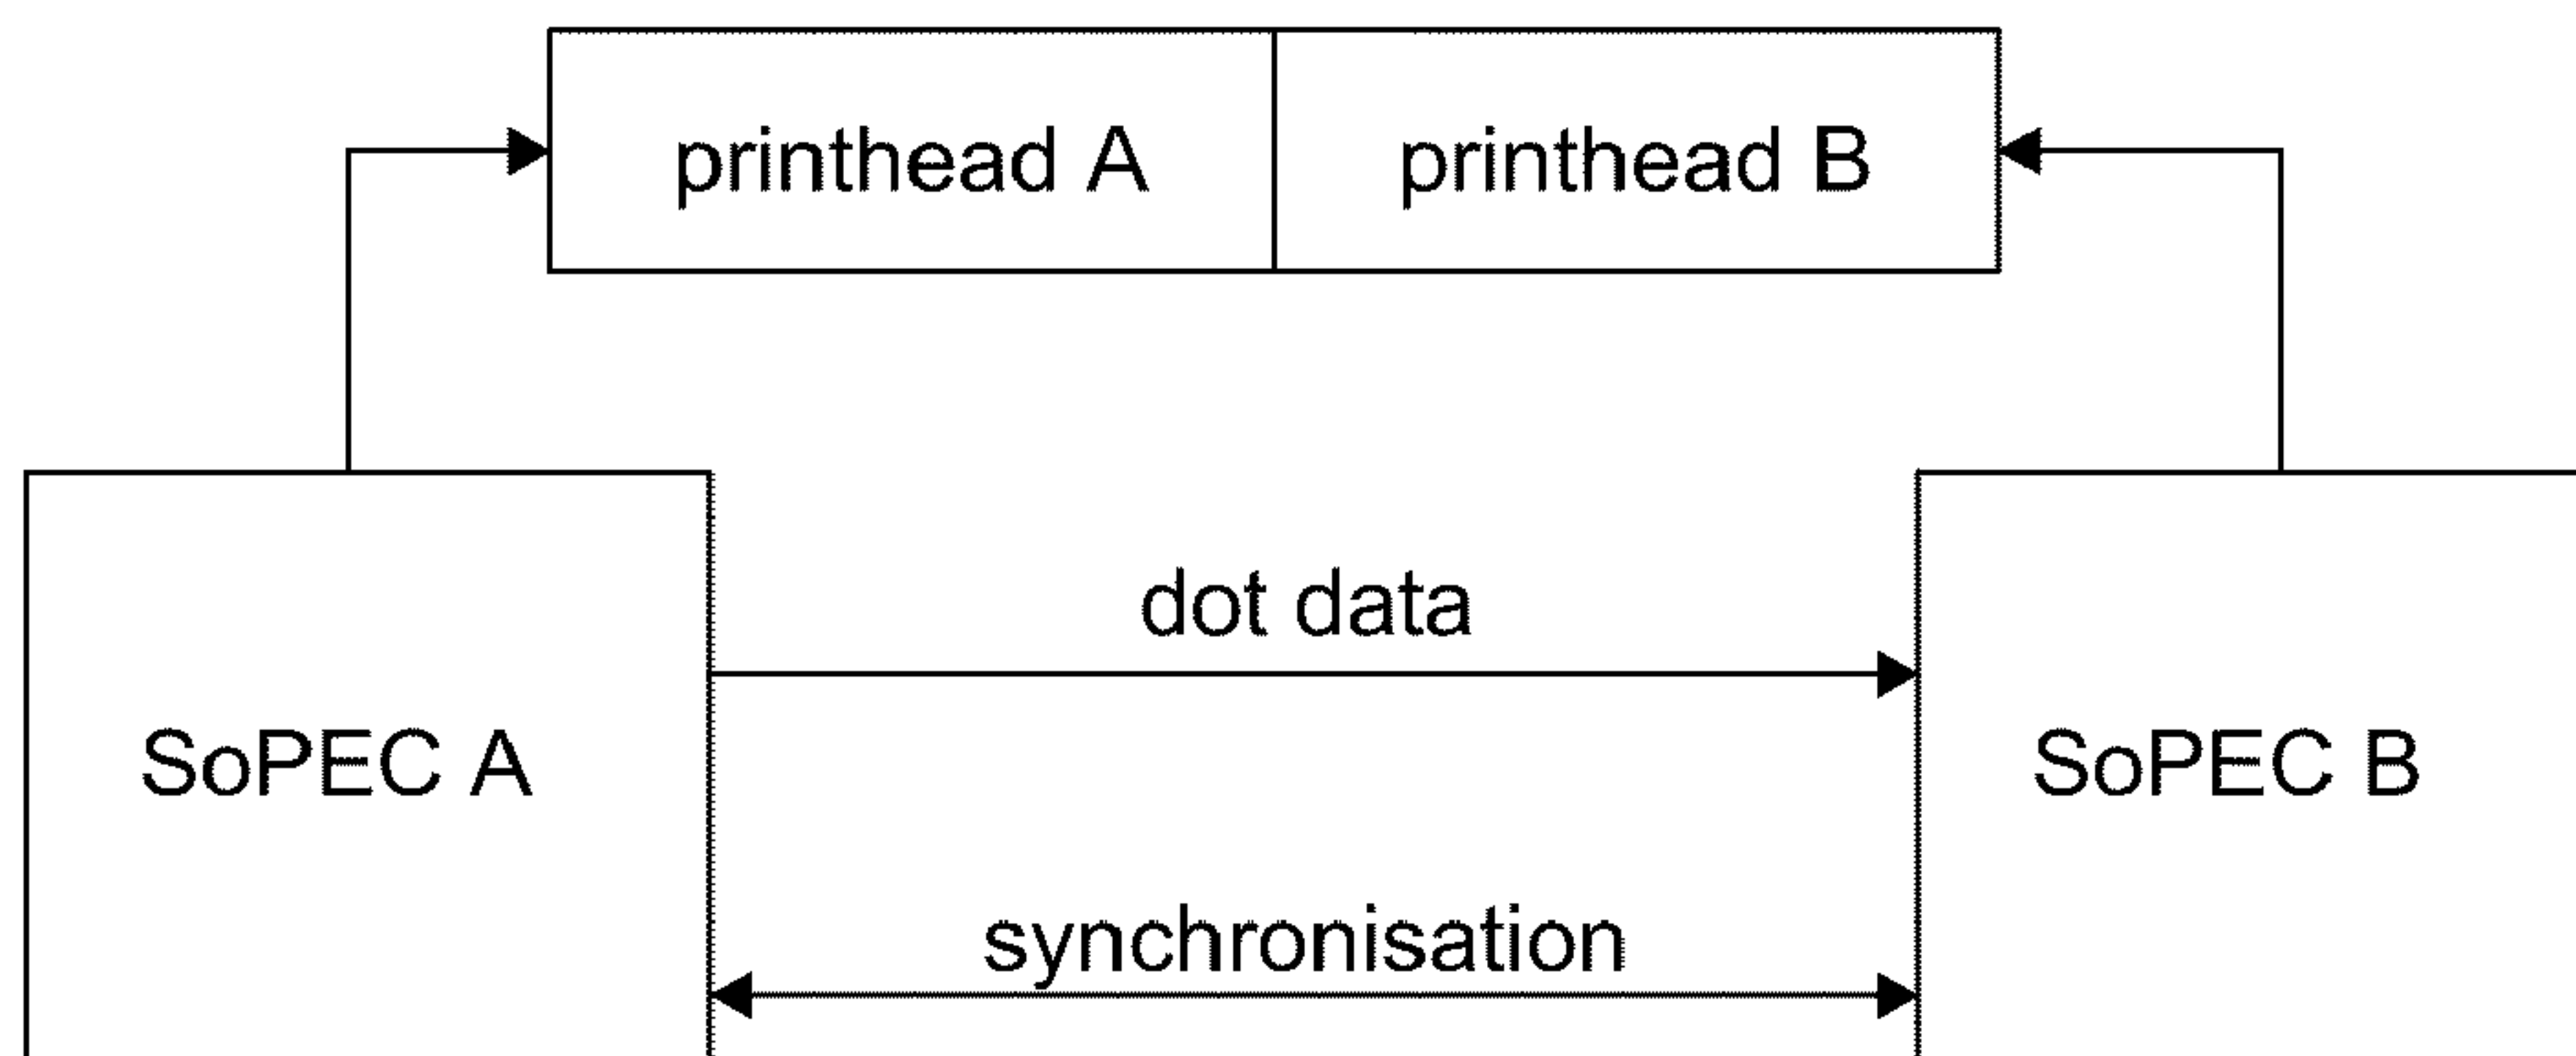 printhead A
printhead B
dot data
SoPEC A
SoPEC B
synchronisation